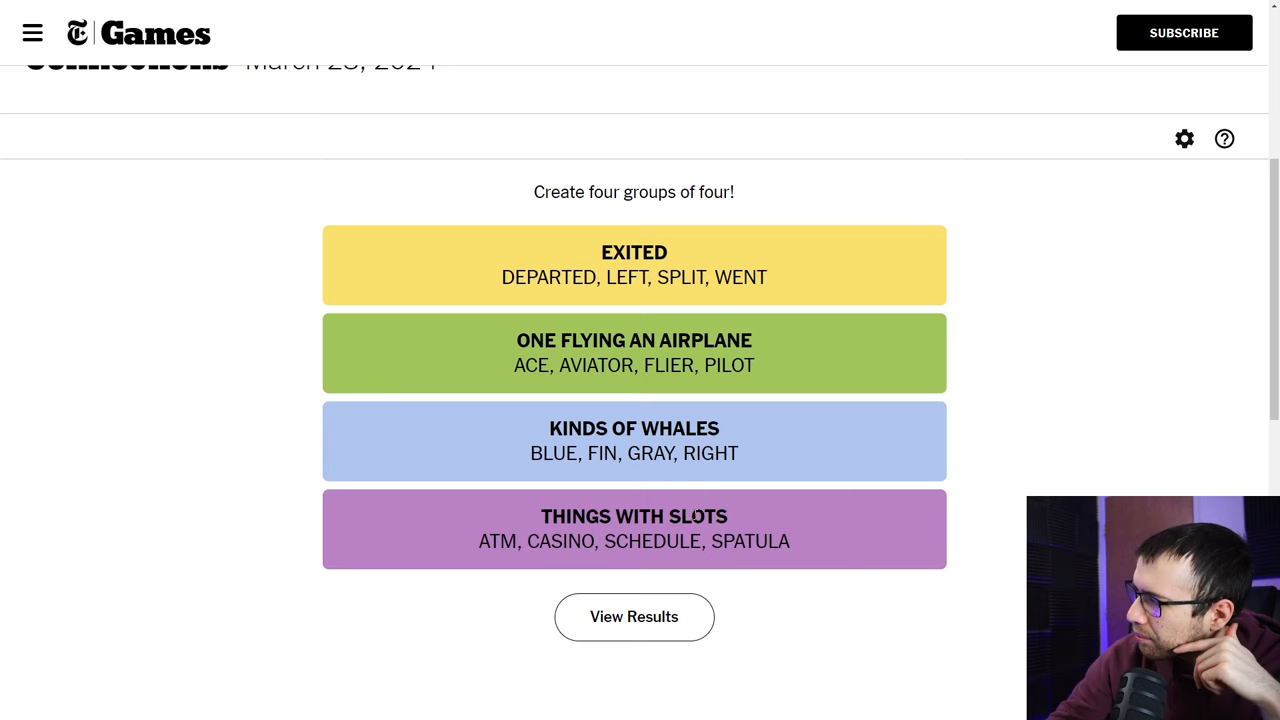 Games
SUBSCRIBE
Create four groups of four!
EXITED
DEPARTED, LEFT, SPLIT, WENT
ONE FLYING AN AIRPLANE
ACE, AVIATOR, FLIER, PILOT
KINDS OF WHALES
BLUE, FIN, GRAY, RIGHT
THINGS WITH SLOTS
ATM, CASINO, SCHEDULE, SPATULA
View Results